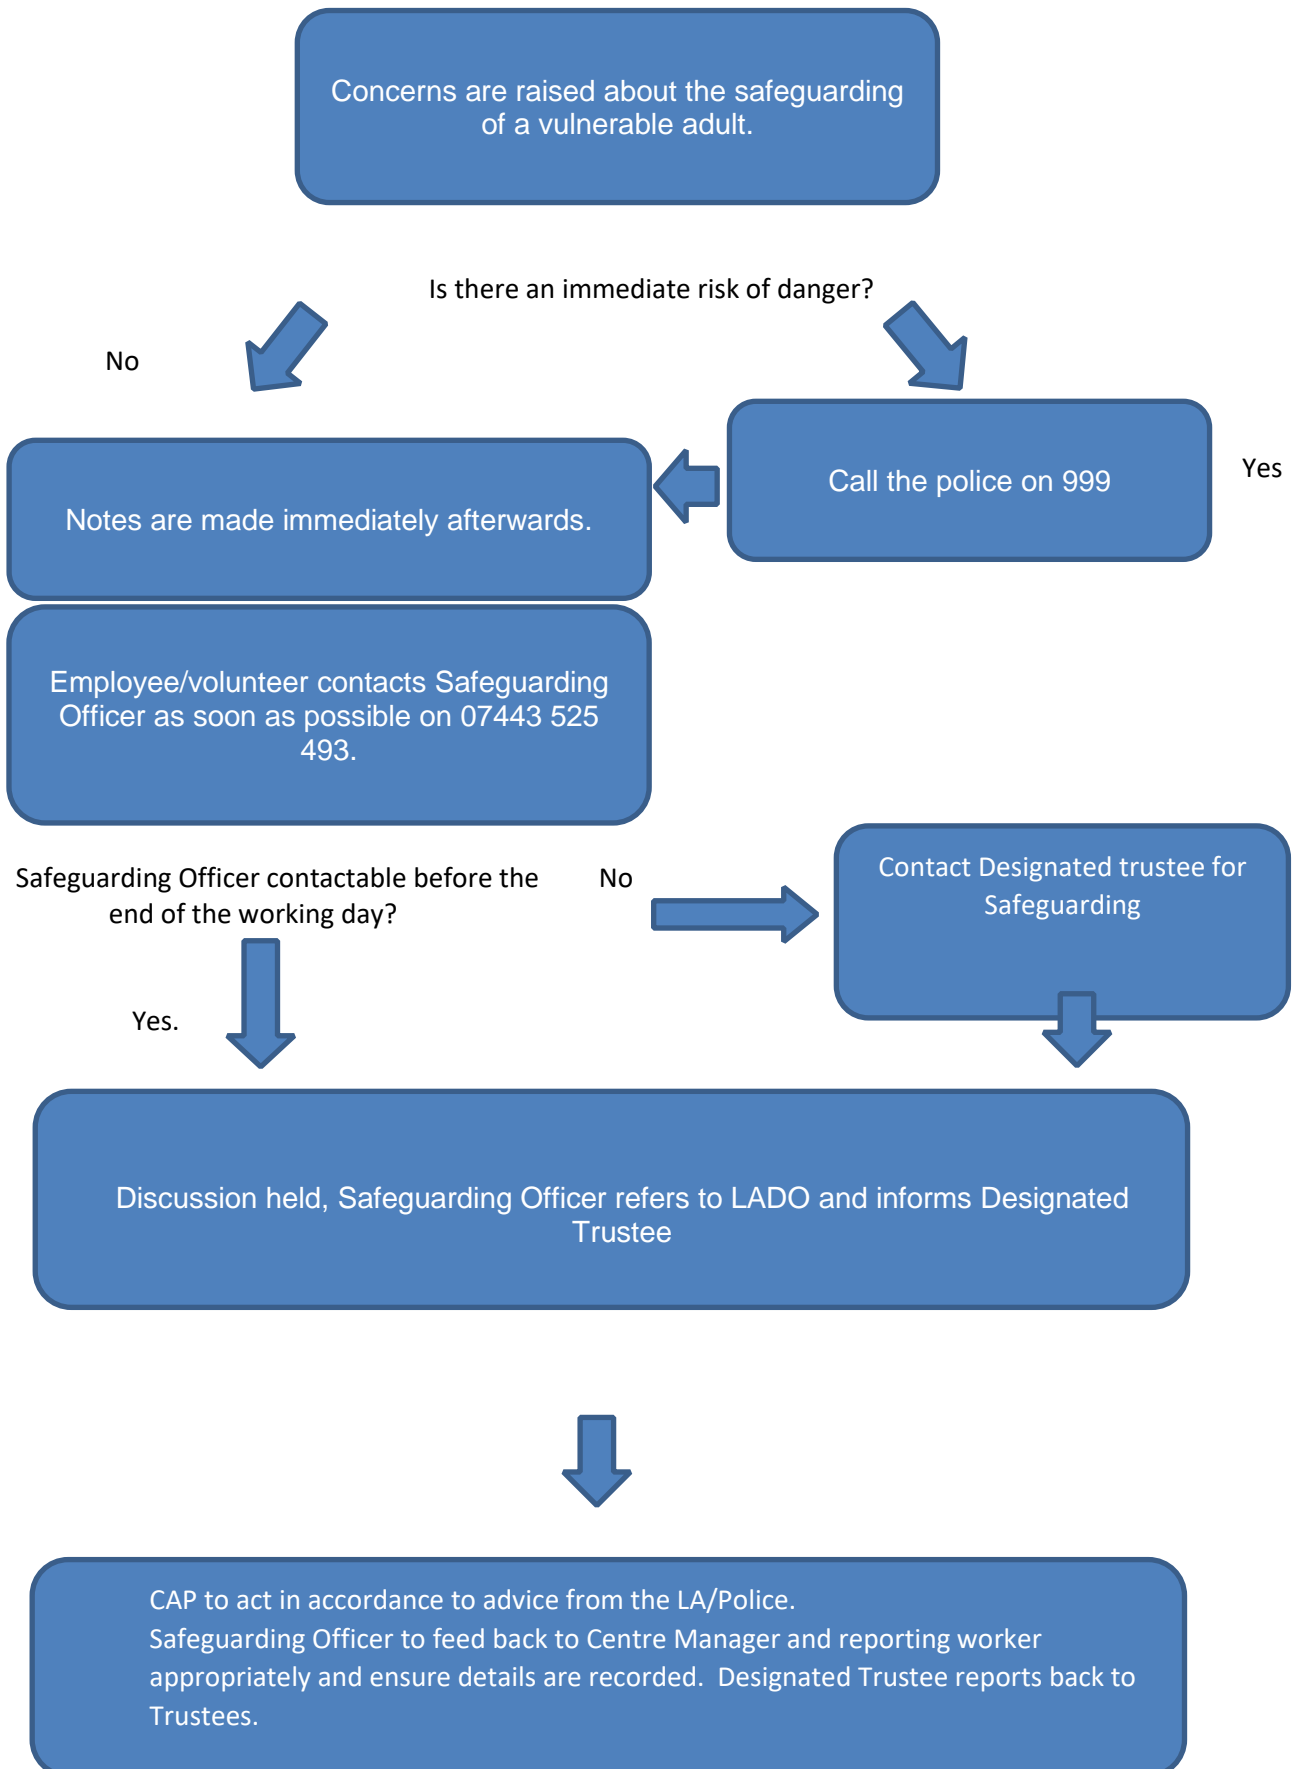 Concerns are raised about the safeguarding
of a vulnerable adult.
Is there an immediate risk of danger?
No
Call the police on 999
Yes
Notes are made immediately afterwards.
Employee/volunteer contacts Safeguarding
Officer as soon as possible on 07443 525
493.
Safeguarding Officer contactable before the
end of the working day?
No
Contact Designated trustee for
Safeguarding
Yes.
Discussion held, Safeguarding Officer refers to LADO and informs Designated
Trustee
CAP to act in accordance to advice from the LA/Police.
Safeguarding Officer to feed back to Centre Manager and reporting worker
appropriately and ensure details are recorded.  Designated Trustee reports back to
Trustees.